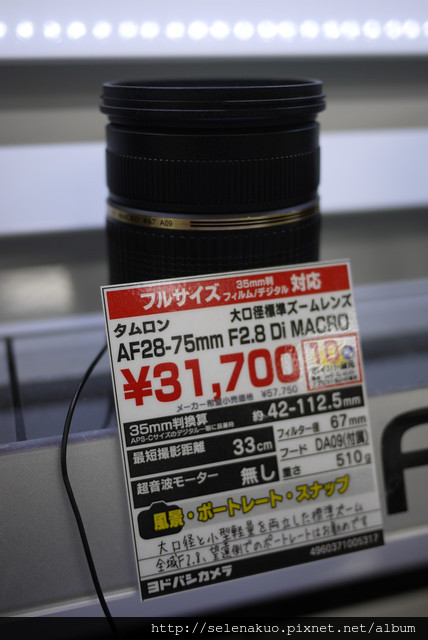 A09
フルサイズ 35mm判 フィルム/デジタル 対応
タムロン 大口径標準ズームレンズ
AF28-75mm F2.8 Di MACRO
¥31,700
メーカー希望小売価格 ¥57,750
35mm判換算 約42-112.5mm
最短撮影距離 33cm フィルター径 67mm
フード DA09(付属)
超音波モーター 無し 重さ 510g
風景・ポートレート・スナップ
大口径と小型軽量を両立した標準ズーム
全域F2.8、望遠側でのポートレートはお勧めです
4960371005317
ヨドバシカメラ
http://selenakuo.pixnet.net/album